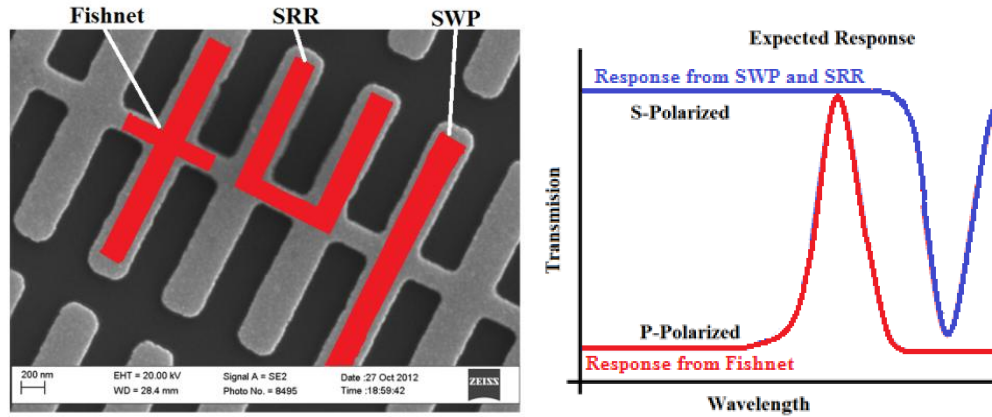 Fishnet SRR SWP
200 nm
EHT = 20.00 kV
WD = 28.4 mm
Signal A = SE2
Photo No. = 8495
Date :27 Oct 2012
Time :18:59:42
ZEISS
Expected Response
Response from SWP and SRR
S-Polarized
Transmision
P-Polarized
Response from Fishnet
Wavelength